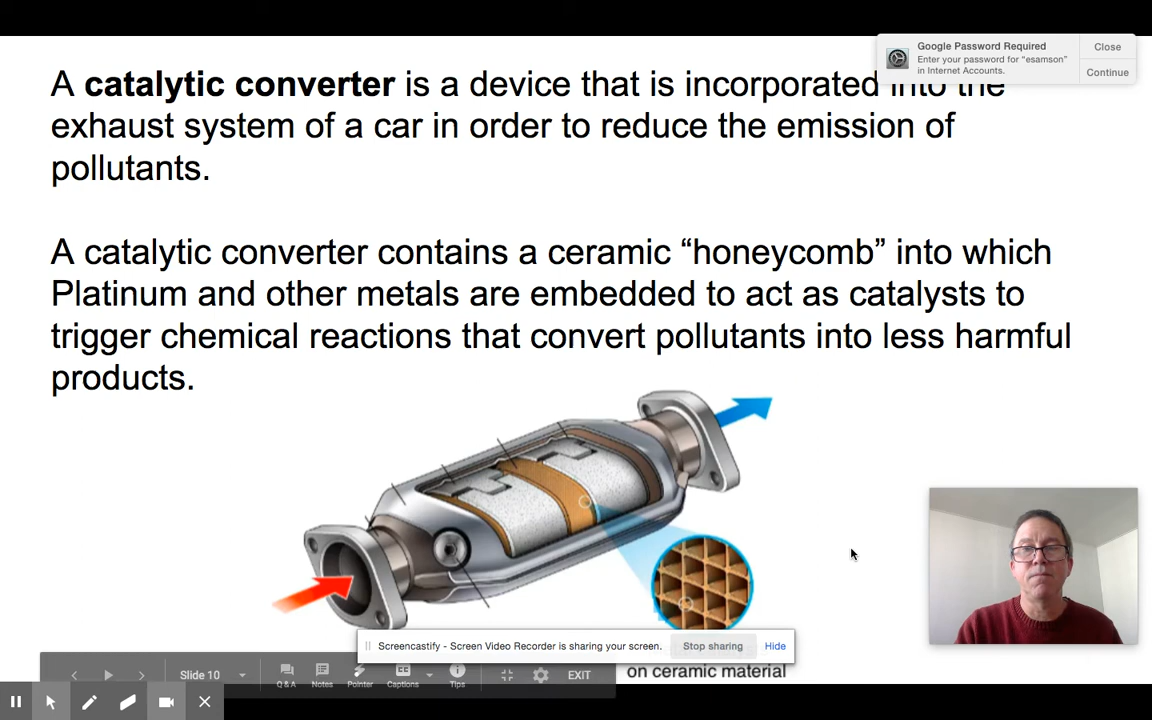 Google Password Required
Enter your password for "esamson"
in Internet Accounts.
Close
Continue
A catalytic converter is a device that is incorporated into the
exhaust system of a car in order to reduce the emission of
pollutants.
A catalytic converter contains a ceramic “honeycomb” into which
Platinum and other metals are embedded to act as catalysts to
trigger chemical reactions that convert pollutants into less harmful
products.
Screencastify - Screen Video Recorder is sharing your screen.
Stop sharing
Hide
on ceramic material
Slide 10
Q & A
Notes
Pointer
Captions
Tips
EXIT